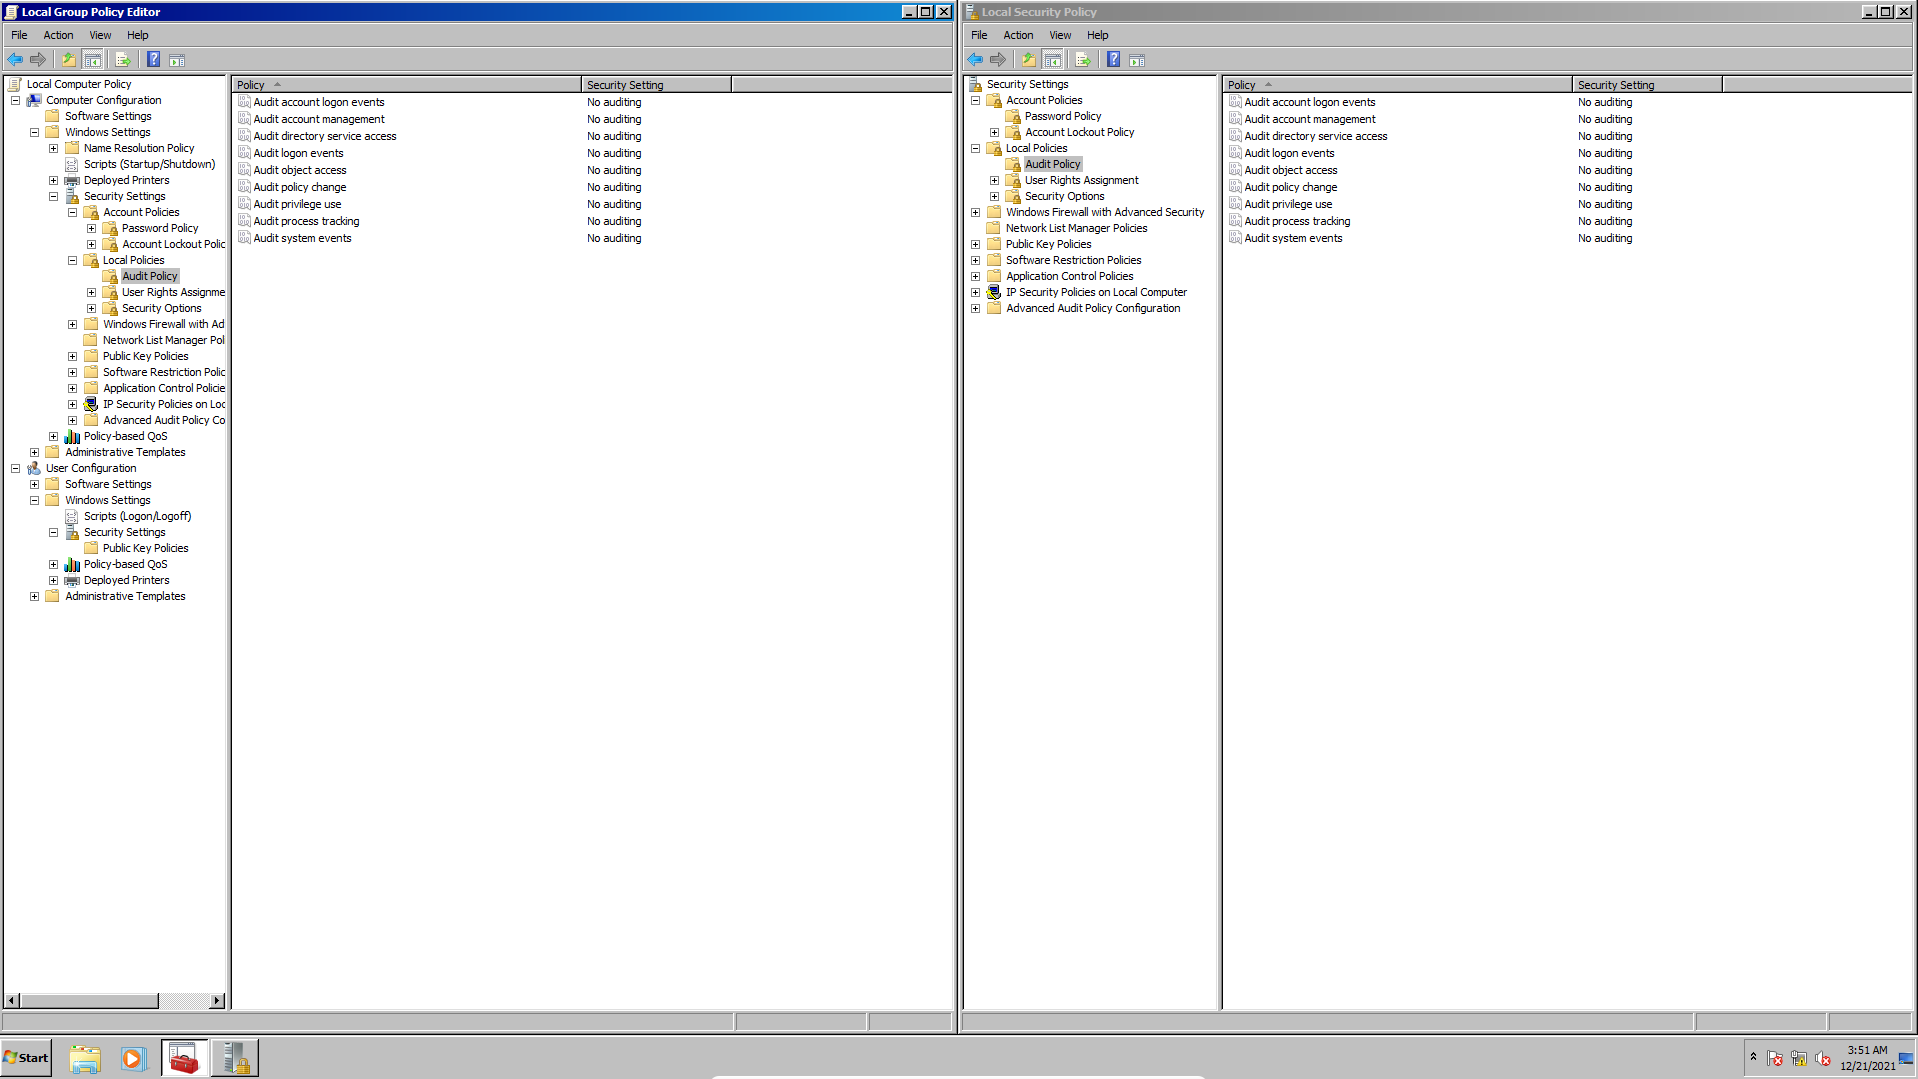 Local Group Policy Editor
File Action View Help
Local Computer Policy
Computer Configuration
Software Settings
Windows Settings
Name Resolution Policy
Scripts (Startup/Shutdown)
Deployed Printers
Security Settings
Account Policies
Password Policy
Account Lockout Polic
Local Policies
Audit Policy
User Rights Assignme
Security Options
Windows Firewall with Ad
Network List Manager Pol
Public Key Policies
Software Restriction Polic
Application Control Policie
IP Security Policies on Loc
Advanced Audit Policy Co
Policy-based QoS
Administrative Templates
User Configuration
Software Settings
Windows Settings
Scripts (Logon/Logoff)
Security Settings
Public Key Policies
Policy-based QoS
Deployed Printers
Administrative Templates
Policy Security Setting
Audit account logon events No auditing
Audit account management No auditing
Audit directory service access No auditing
Audit logon events No auditing
Audit object access No auditing
Audit policy change No auditing
Audit privilege use No auditing
Audit process tracking No auditing
Audit system events No auditing
Local Security Policy
File Action View Help
Security Settings
Account Policies
Password Policy
Account Lockout Policy
Local Policies
Audit Policy
User Rights Assignment
Security Options
Windows Firewall with Advanced Security
Network List Manager Policies
Public Key Policies
Software Restriction Policies
Application Control Policies
IP Security Policies on Local Computer
Advanced Audit Policy Configuration
Policy Security Setting
Audit account logon events No auditing
Audit account management No auditing
Audit directory service access No auditing
Audit logon events No auditing
Audit object access No auditing
Audit policy change No auditing
Audit privilege use No auditing
Audit process tracking No auditing
Audit system events No auditing
Start
3:51 AM
12/21/2021